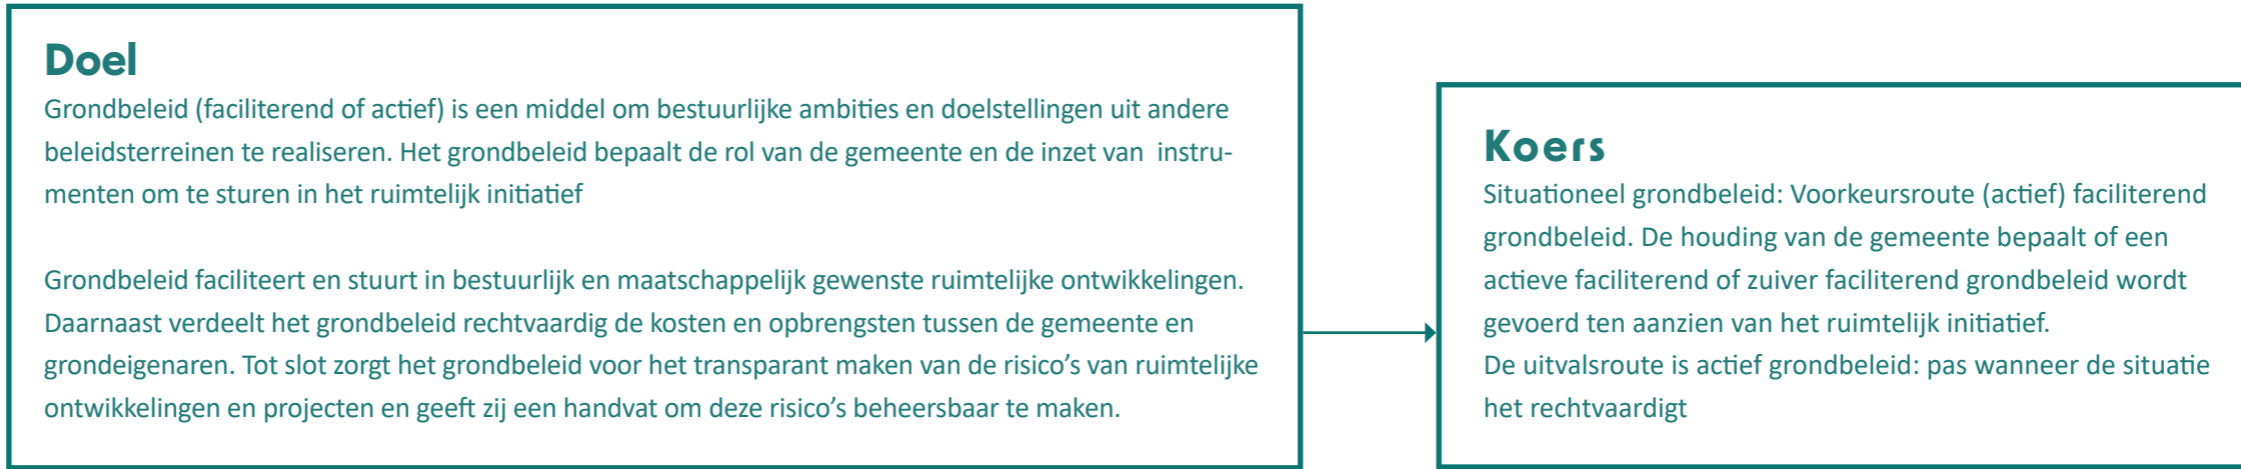 Doel
Grondbeleid (faciliterend of actief) is een middel om bestuurlijke ambities en doelstellingen uit andere
beleidsterreinen te realiseren. Het grondbeleid bepaalt de rol van de gemeente en de inzet van  instru-
menten om te sturen in het ruimtelijk initiatief
Grondbeleid faciliteert en stuurt in bestuurlijk en maatschappelijk gewenste ruimtelijke ontwikkelingen.
Daarnaast verdeelt het grondbeleid rechtvaardig de kosten en opbrengsten tussen de gemeente en
grondeigenaren. Tot slot zorgt het grondbeleid voor het transparant maken van de risico’s van ruimtelijke
ontwikkelingen en projecten en geeft zij een handvat om deze risico’s beheersbaar te maken.
Koers
Situationeel grondbeleid: Voorkeursroute (actief) faciliterend
grondbeleid. De houding van de gemeente bepaalt of een
actieve faciliterend of zuiver faciliterend grondbeleid wordt
gevoerd ten aanzien van het ruimtelijk initiatief.
De uitvalsroute is actief grondbeleid: pas wanneer de situatie
het rechtvaardigt